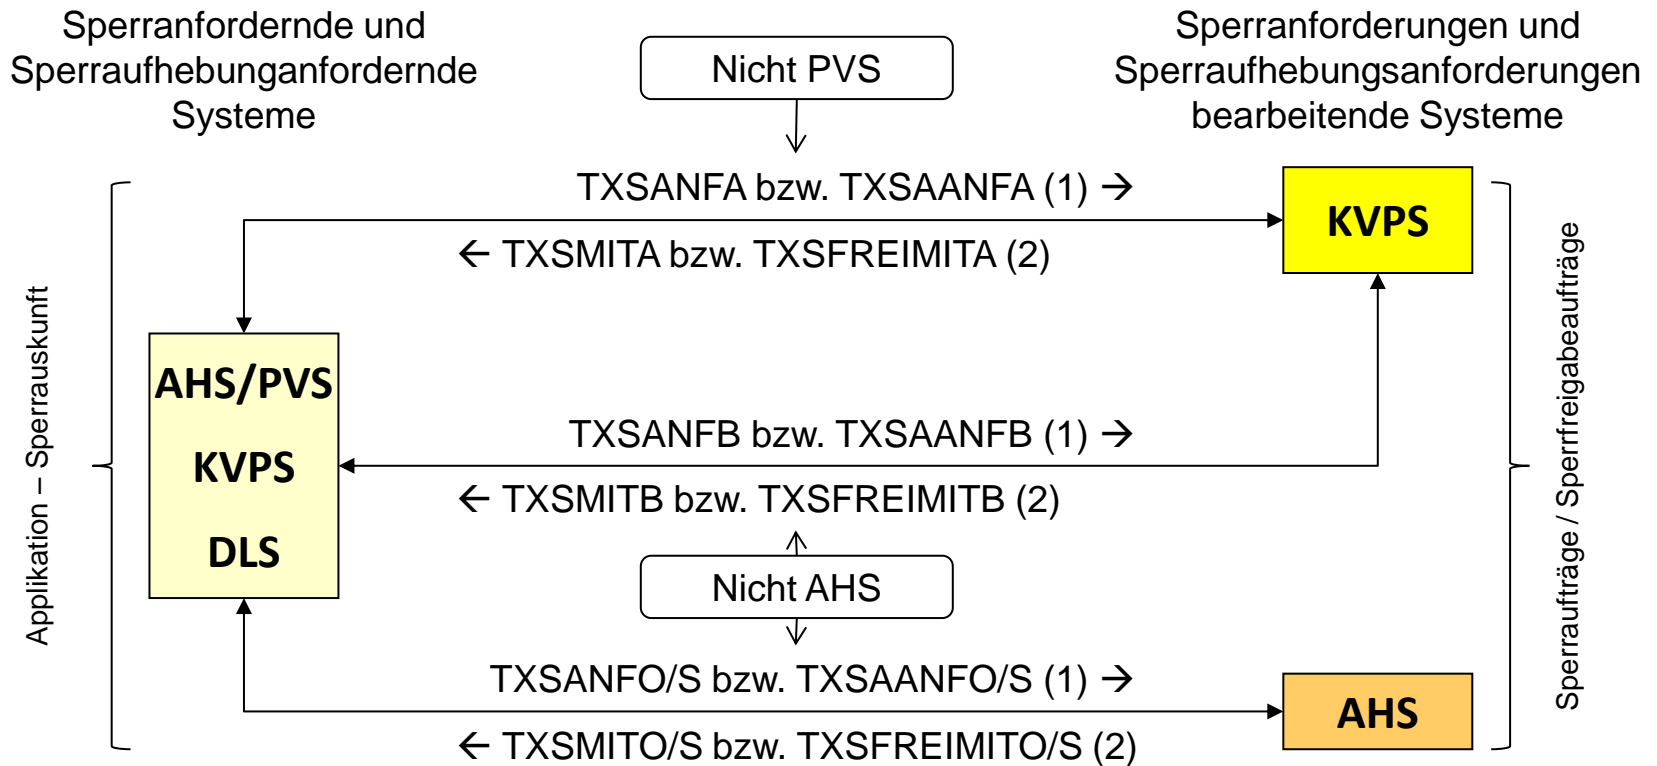 Sperranfordernde und
Sperraufhebunganfordernde
Systeme
Nicht PVS
Sperranforderungen und
Sperraufhebungsanforderungen
bearbeitende Systeme
TXSANFA bzw. TXSAANFA (1) →
KVPS
← TXSMITA bzw. TXSFREIMITA (2)
Applikation – Sperrauskunft
AHS/PVS
KVPS
DLS
TXSANFB bzw. TXSAANFB (1) →
← TXSMITB bzw. TXSFREIMITB (2)
Nicht AHS
TXSANFO/S bzw. TXSAANFO/S (1) →
AHS
← TXSMITO/S bzw. TXSFREIMITO/S (2)
Sperraufträge / Sperrfreigabeaufträge